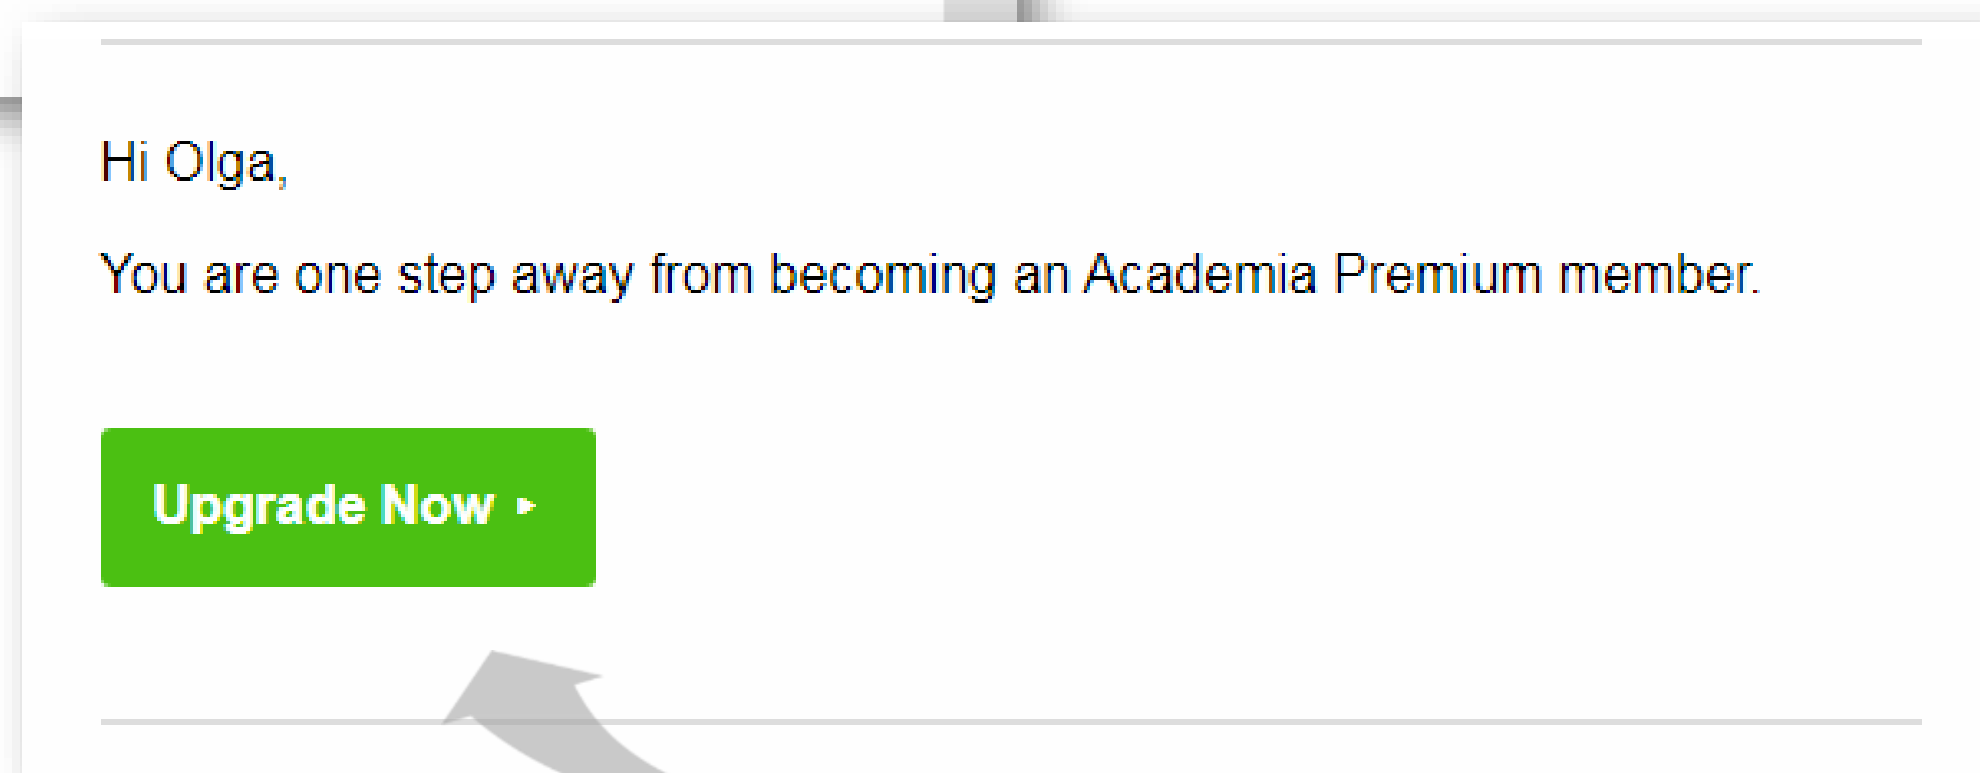 Hi Olga,
You are one step away from becoming an Academia Premium member.
Upgrade Now ▸